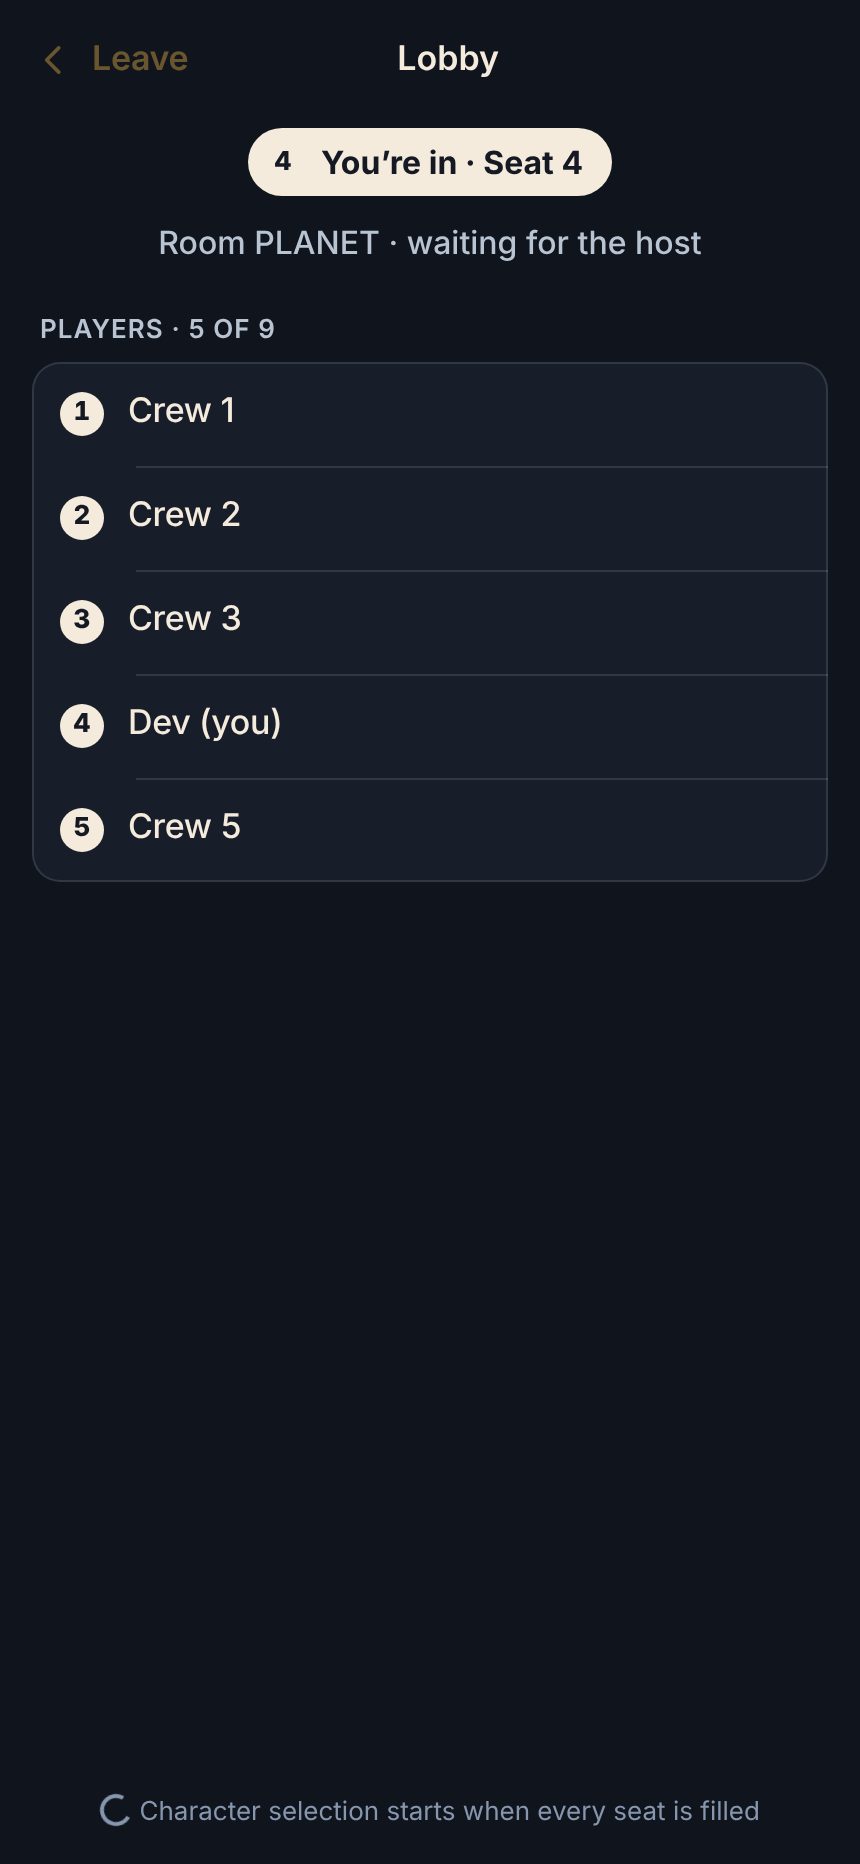 Leave
Lobby
4 You’re in · Seat 4
Room PLANET · waiting for the host
PLAYERS · 5 OF 9
1 Crew 1
2 Crew 2
3 Crew 3
4 Dev (you)
5 Crew 5
Character selection starts when every seat is filled